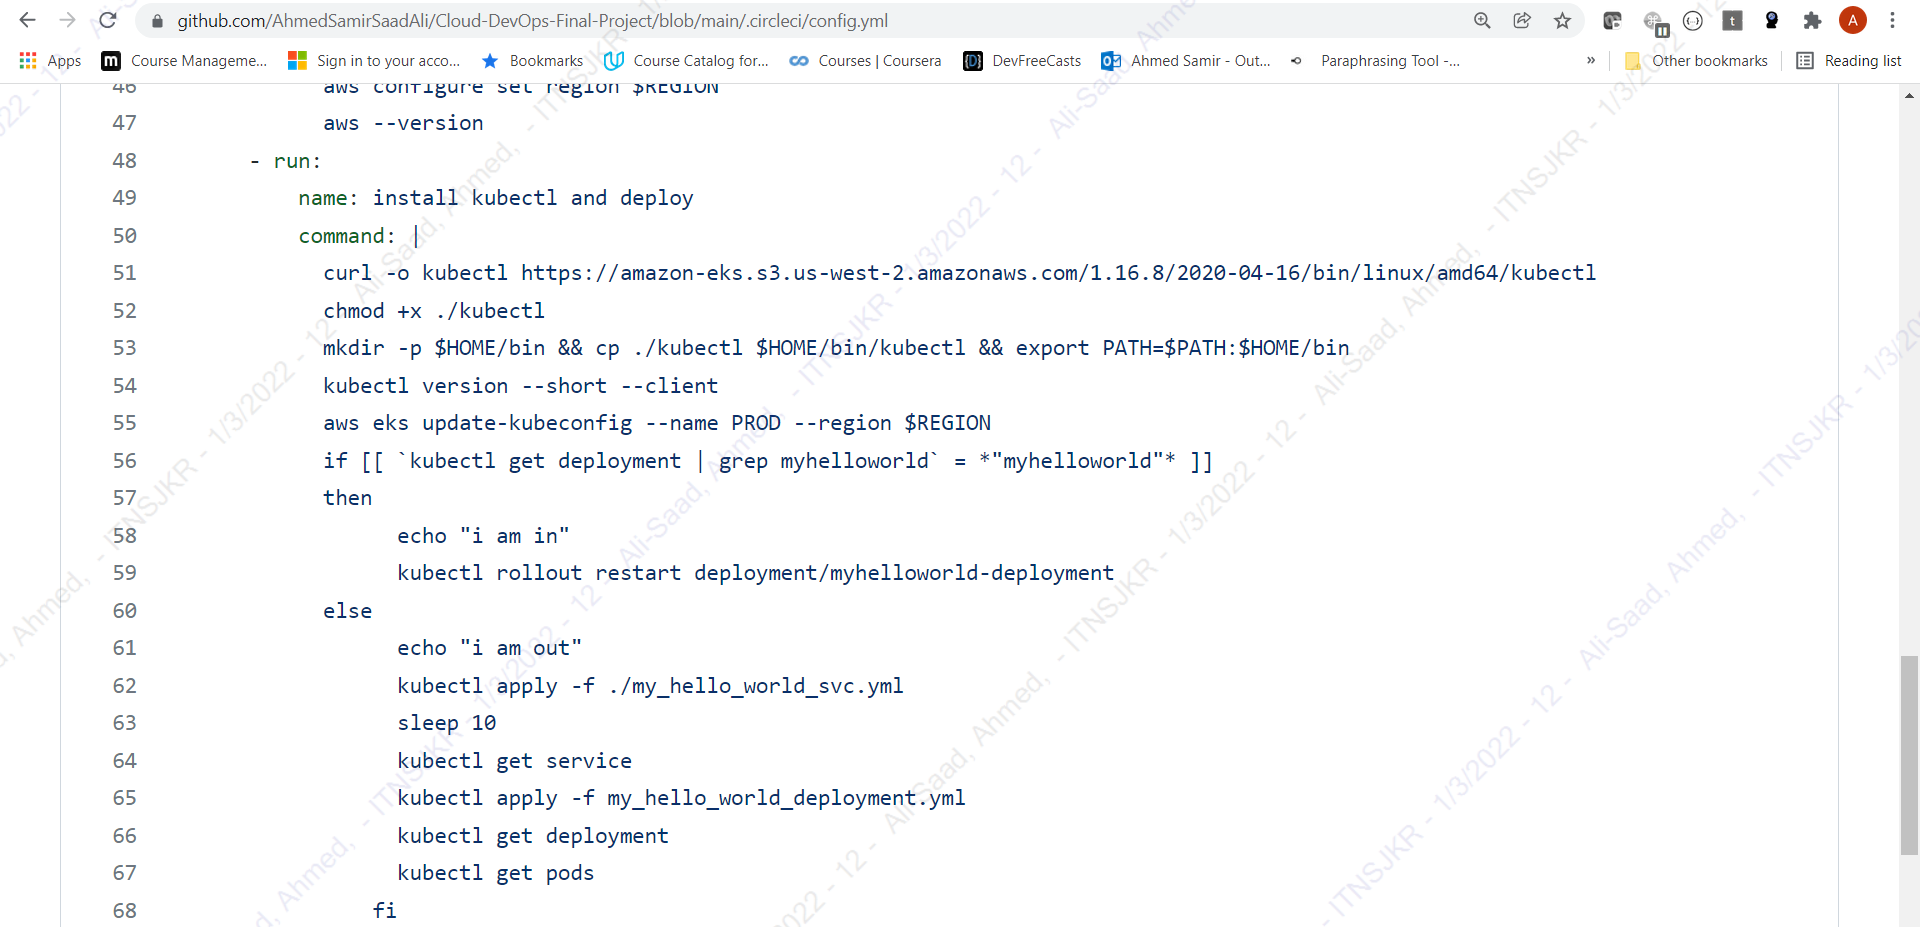 github.com/AhmedSamirSaadAli/Cloud-DevOps-Final-Project/blob/main/.circleci/config.yml
A
Apps
m Course Manageme...
Sign in to your acco...
Bookmarks
Course Catalog for...
Courses | Coursera
{D} DevFreeCasts
Ahmed Samir - Out...
Paraphrasing Tool -...
»
Other bookmarks
Reading list
46 aws configure set region $REGION
47 aws --version
48 - run:
49 name: install kubectl and deploy
50 command: |
51 curl -o kubectl https://amazon-eks.s3.us-west-2.amazonaws.com/1.16.8/2020-04-16/bin/linux/amd64/kubectl
52 chmod +x ./kubectl
53 mkdir -p $HOME/bin && cp ./kubectl $HOME/bin/kubectl && export PATH=$PATH:$HOME/bin
54 kubectl version --short --client
55 aws eks update-kubeconfig --name PROD --region $REGION
56 if [[ `kubectl get deployment | grep myhelloworld` = *"myhelloworld"* ]]
57 then
58 echo "i am in"
59 kubectl rollout restart deployment/myhelloworld-deployment
60 else
61 echo "i am out"
62 kubectl apply -f ./my_hello_world_svc.yml
63 sleep 10
64 kubectl get service
65 kubectl apply -f my_hello_world_deployment.yml
66 kubectl get deployment
67 kubectl get pods
68 fi
Ali-Saad, Ahmed, - ITNSJKR - 1/3/2022 - 12 -